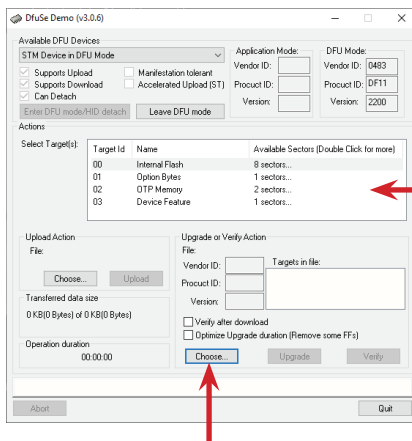 DfuSe Demo (v3.0.6)
Available DFU Devices
STM Device in DFU Mode
Supports Upload
Manifestation tolerant
Supports Download
Accelerated Upload (ST)
Can Detach
Enter DFU mode/HID detach
Leave DFU mode
Application Mode:
Vendor ID:
Procuct ID:
Version:
DFU Mode:
Vendor ID: 0483
Procuct ID: DF11
Version: 2200
Actions
Select Target(s):
Target Id Name Available Sectors (Double Click for more)
00 Internal Flash 8 sectors...
01 Option Bytes 1 sectors...
02 OTP Memory 2 sectors...
03 Device Feature 1 sectors...
Upload Action
File:
Choose... Upload
Transferred data size
0 KB(0 Bytes) of 0 KB(0 Bytes)
Operation duration
00:00:00
Upgrade or Verify Action
File:
Vendor ID:
Procuct ID:
Version:
Targets in file:
Verify after download
Optimize Upgrade duration (Remove some FFs)
Choose... Upgrade Verify
Abort Quit